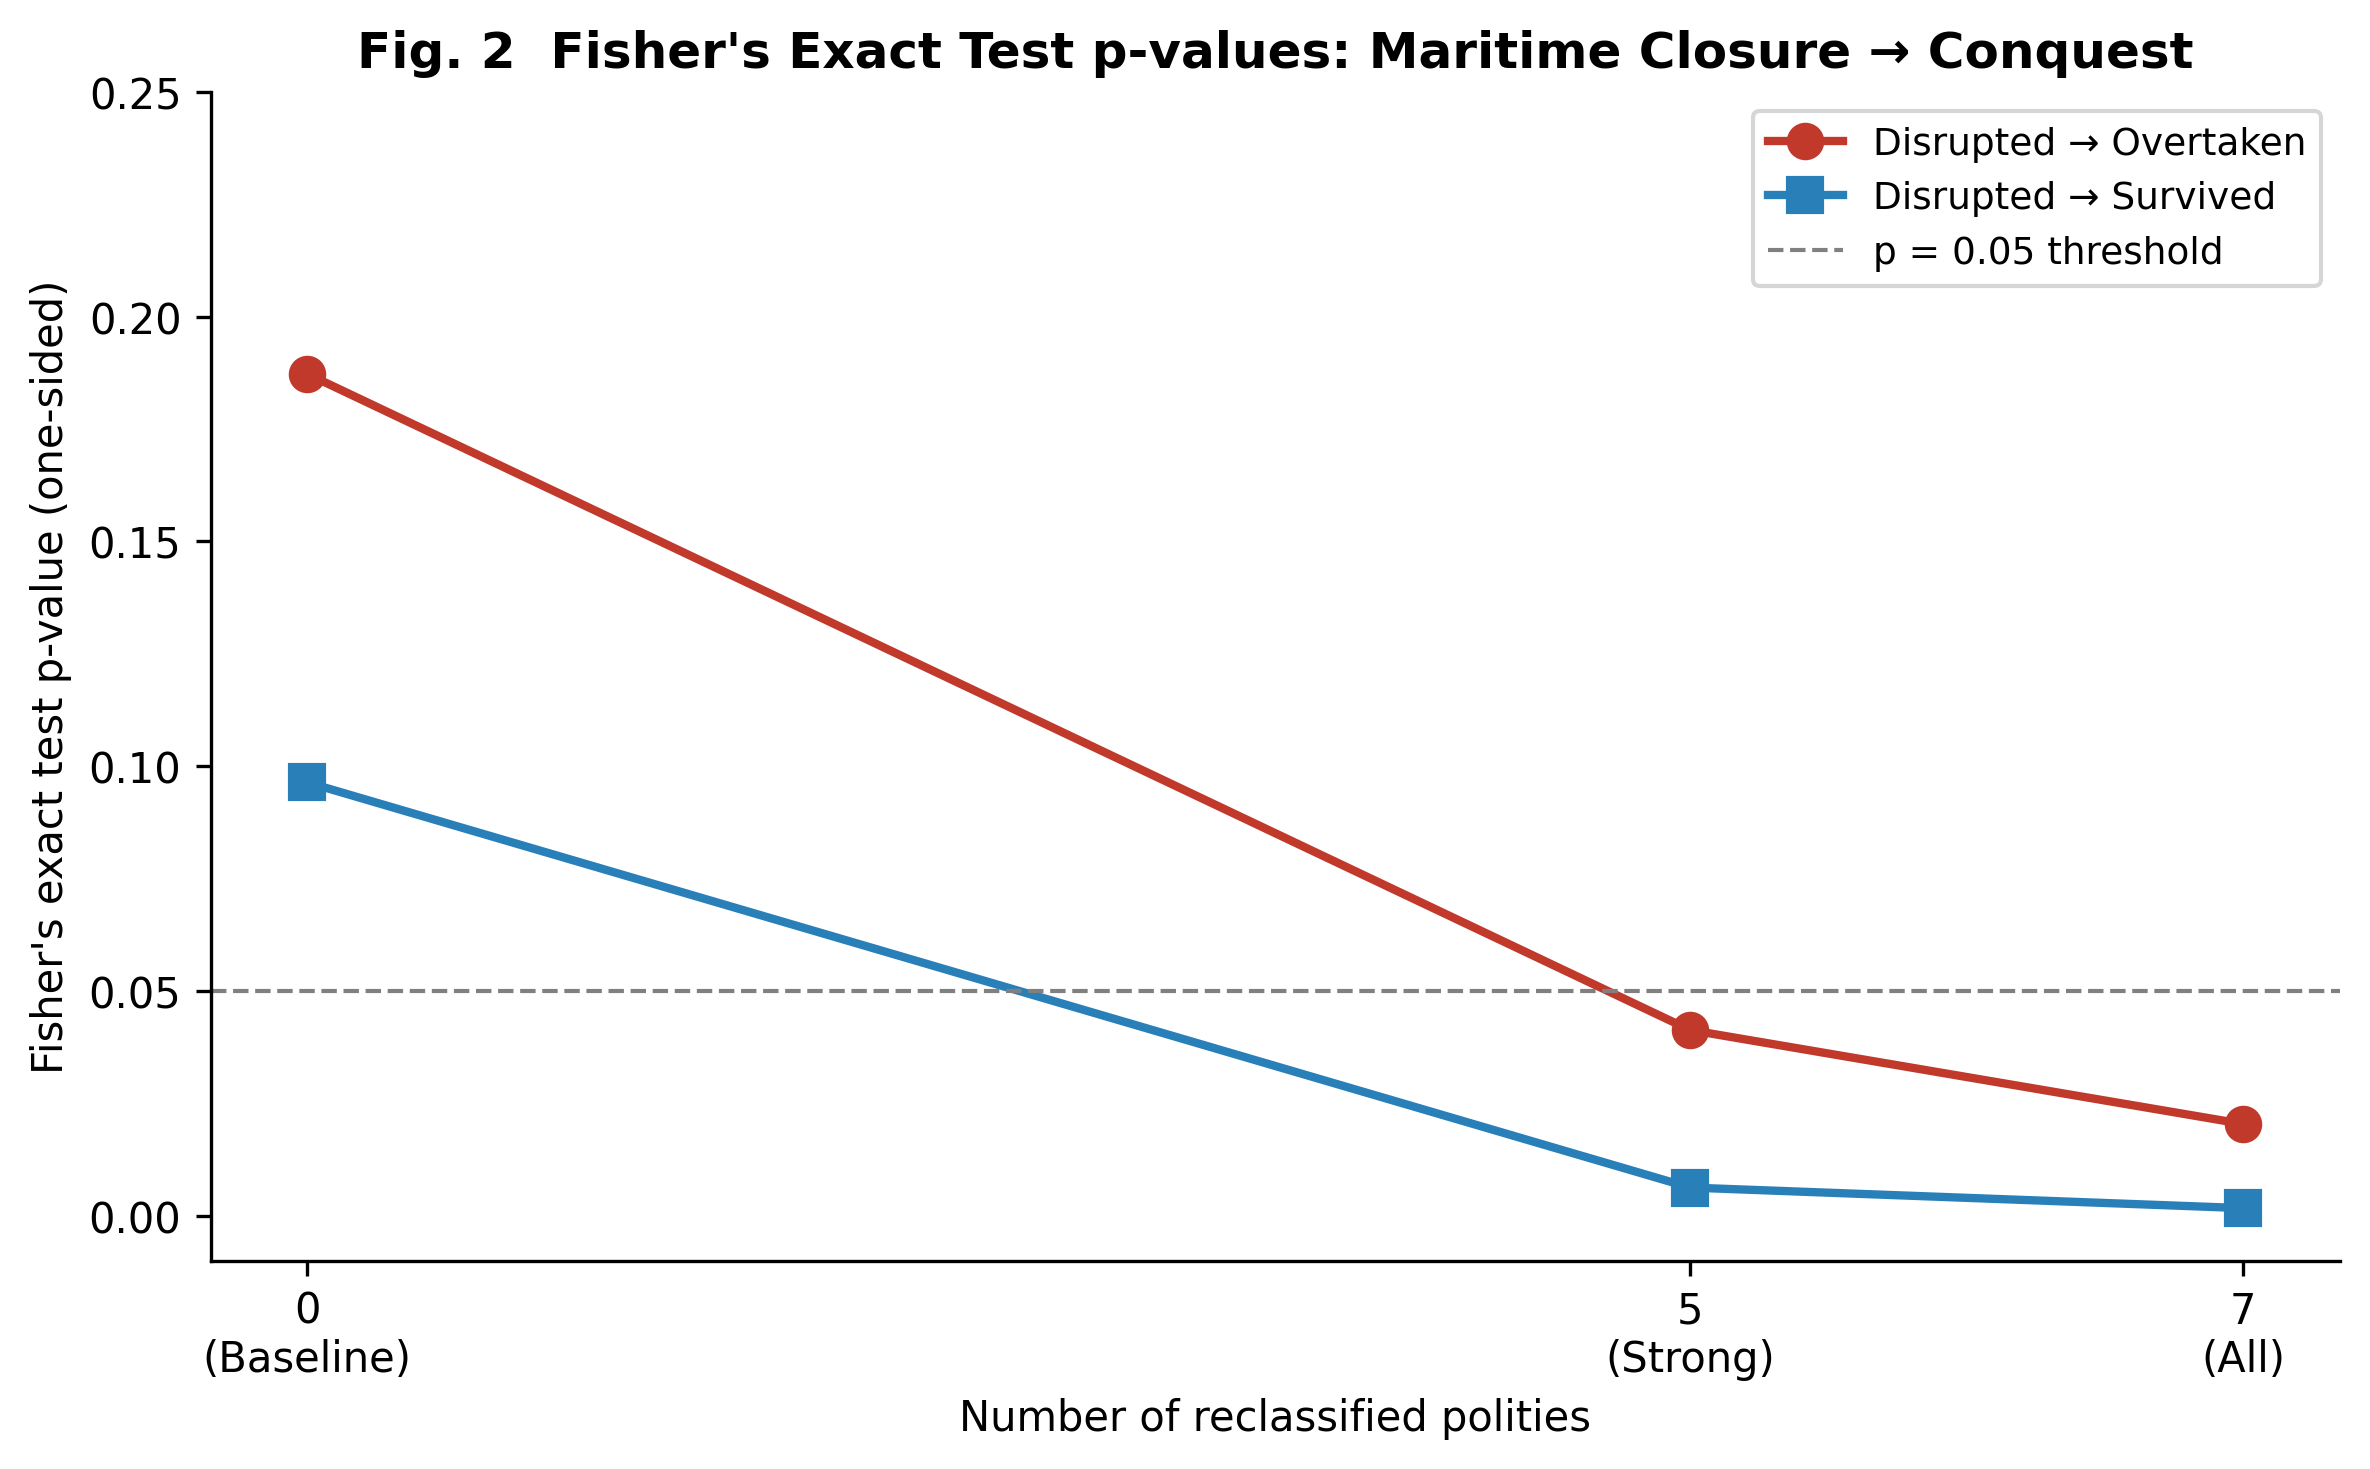 Fig. 2  Fisher's Exact Test p-values: Maritime Closure → Conquest
Disrupted → Overtaken
Disrupted → Survived
p = 0.05 threshold
Fisher's exact test p-value (one-sided)
0.25
0.20
0.15
0.10
0.05
0.00
0
(Baseline)
5
(Strong)
7
(All)
Number of reclassified polities